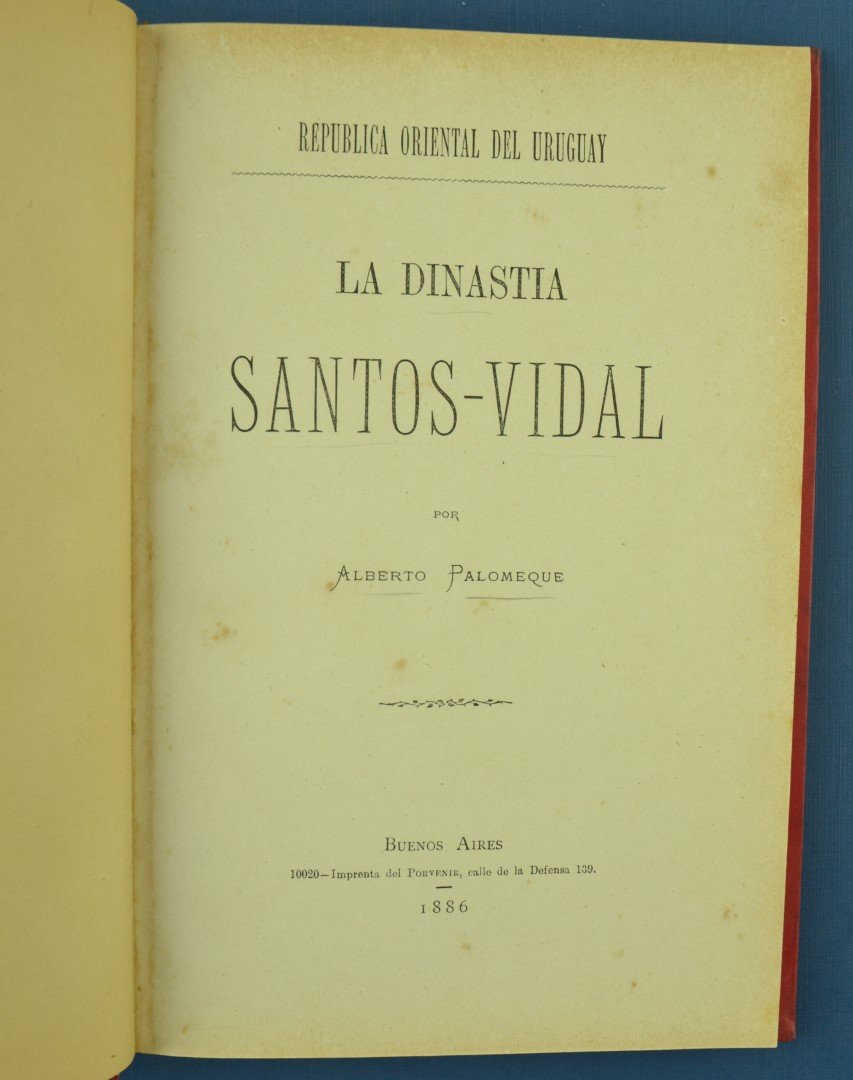 REPUBLICA ORIENTAL DEL URUGUAY
LA DINASTIA
SANTOS-VIDAL
POR
ALBERTO PALOMEQUE
BUENOS AIRES
10020—Imprenta del PORVENIR, calle de la Defensa 139.
1886